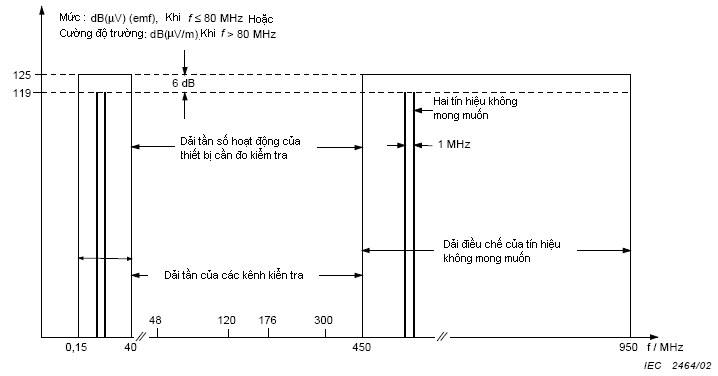 Mức : dB(μV) (emf), Khi f ≤ 80 MHz Hoặc
Cường độ trường: dB(μV/m) Khi f > 80 MHz
125
6 dB
119
Hai tín hiệu không
mong muốn
Dải tần số hoạt động của
thiết bị cần đo kiểm tra
1 MHz
Dải điều chế của tín hiệu
không mong muốn
Dải tần của các kênh kiển tra
48
120
176
300
0,15
40
450
950
f / MHz
IEC 2464/02